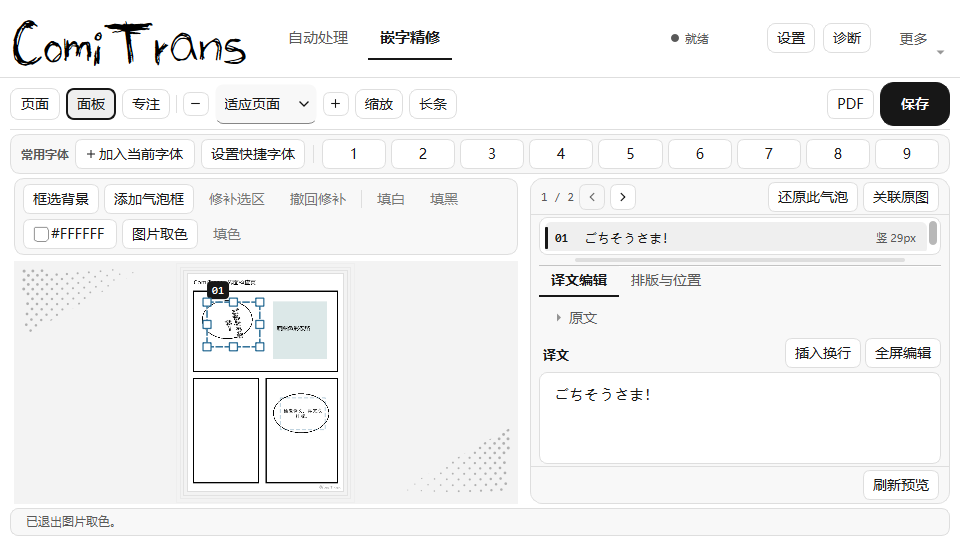 ComiTrans
自动处理
嵌字精修
就绪
设置
诊断
更多
页面
面板
专注
适应页面
缩放
长条
PDF
保存
常用字体
+ 加入当前字体
设置快捷字体
1 2 3 4 5 6 7 8 9
框选背景
添加气泡框
修补选区
撤回修补
填白
填黑
#FFFFFF
图片取色
填色
1 / 2
还原此气泡
关联原图
01 ごちそうさま! 竖 29px
译文编辑
排版与位置
原文
译文
插入换行
全屏编辑
ごちそうさま!
刷新预览
01
已退出图片取色。